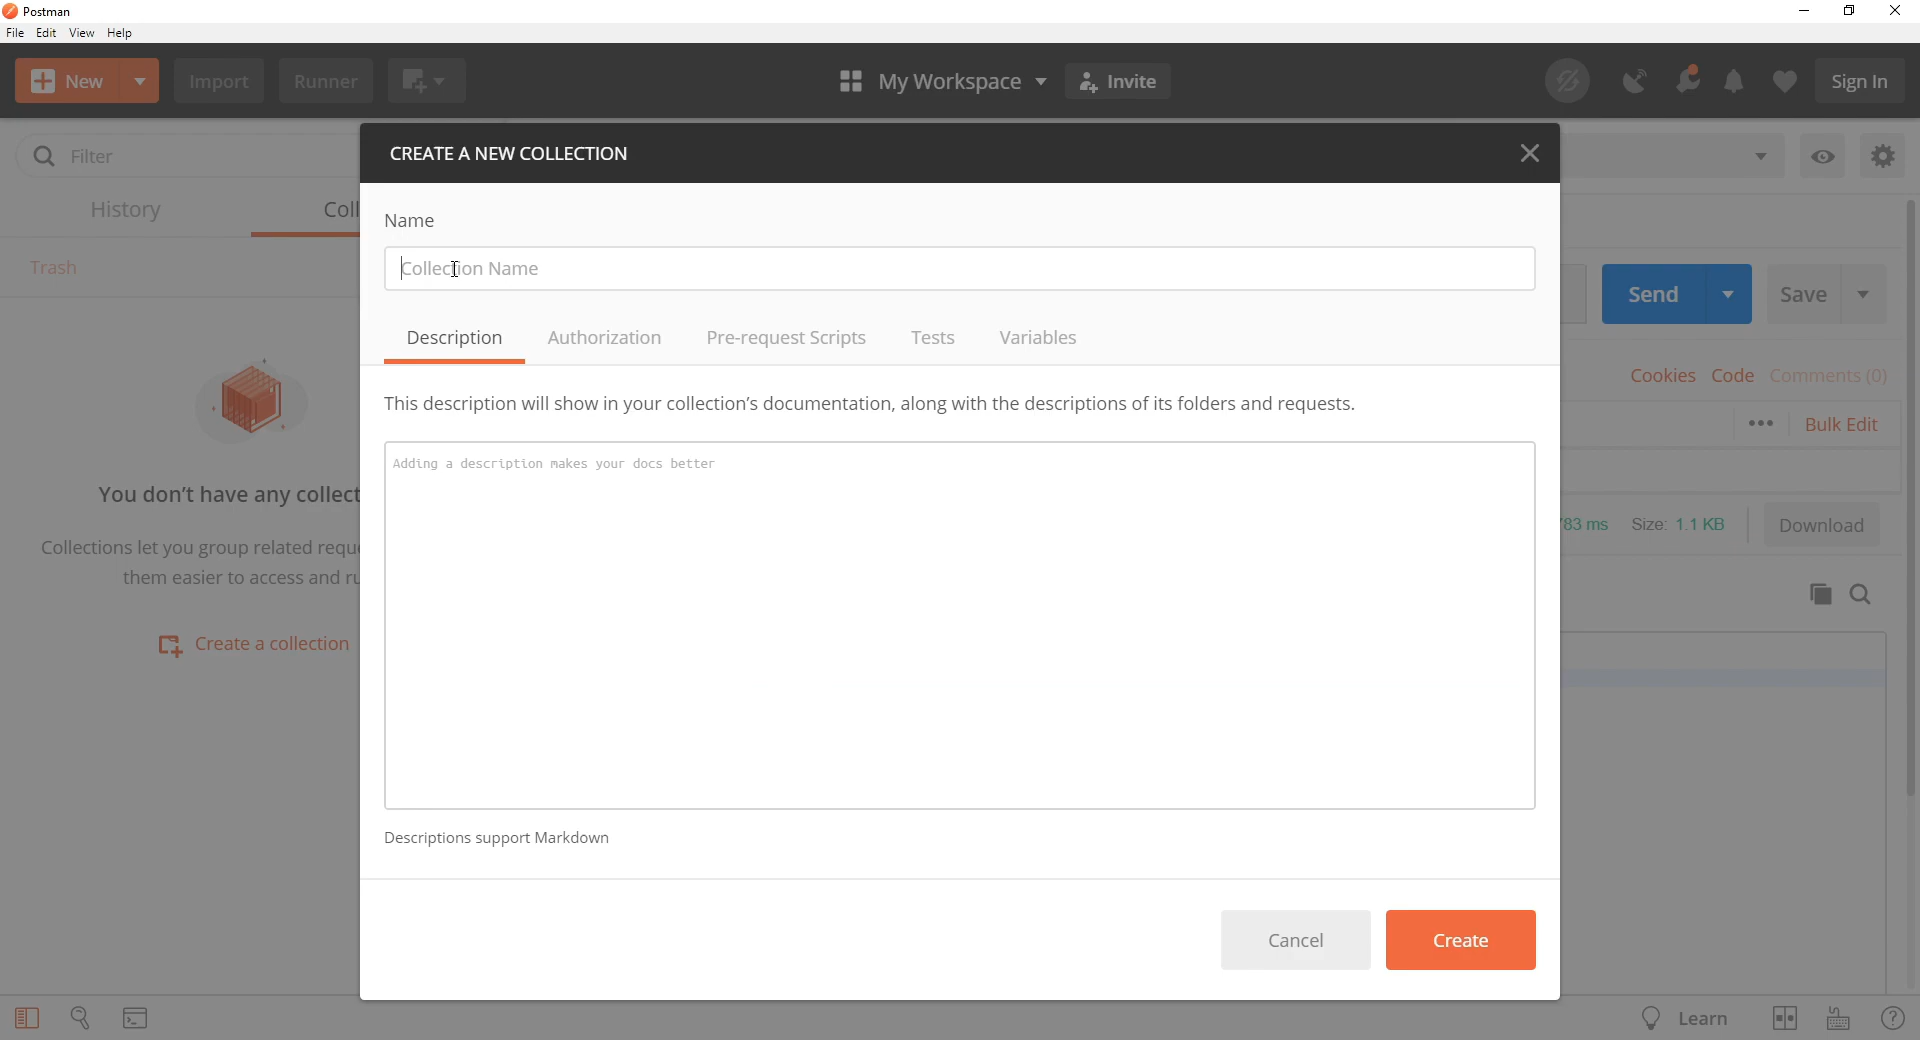 Postman
File Edit View Help
New Import Runner My Workspace Invite Sign In
Filter
History Coll
Trash
You don't have any collect
Collections let you group related requ
them easier to access and ru
Create a collection
CREATE A NEW COLLECTION
Name
Collection Name
Description Authorization Pre-request Scripts Tests Variables
This description will show in your collection's documentation, along with the descriptions of its folders and requests.
Adding a description makes your docs better
Descriptions support Markdown
Cancel Create
Send Save
Cookies Code Comments (0)
Bulk Edit
83 ms Size: 1.1 KB Download
Learn